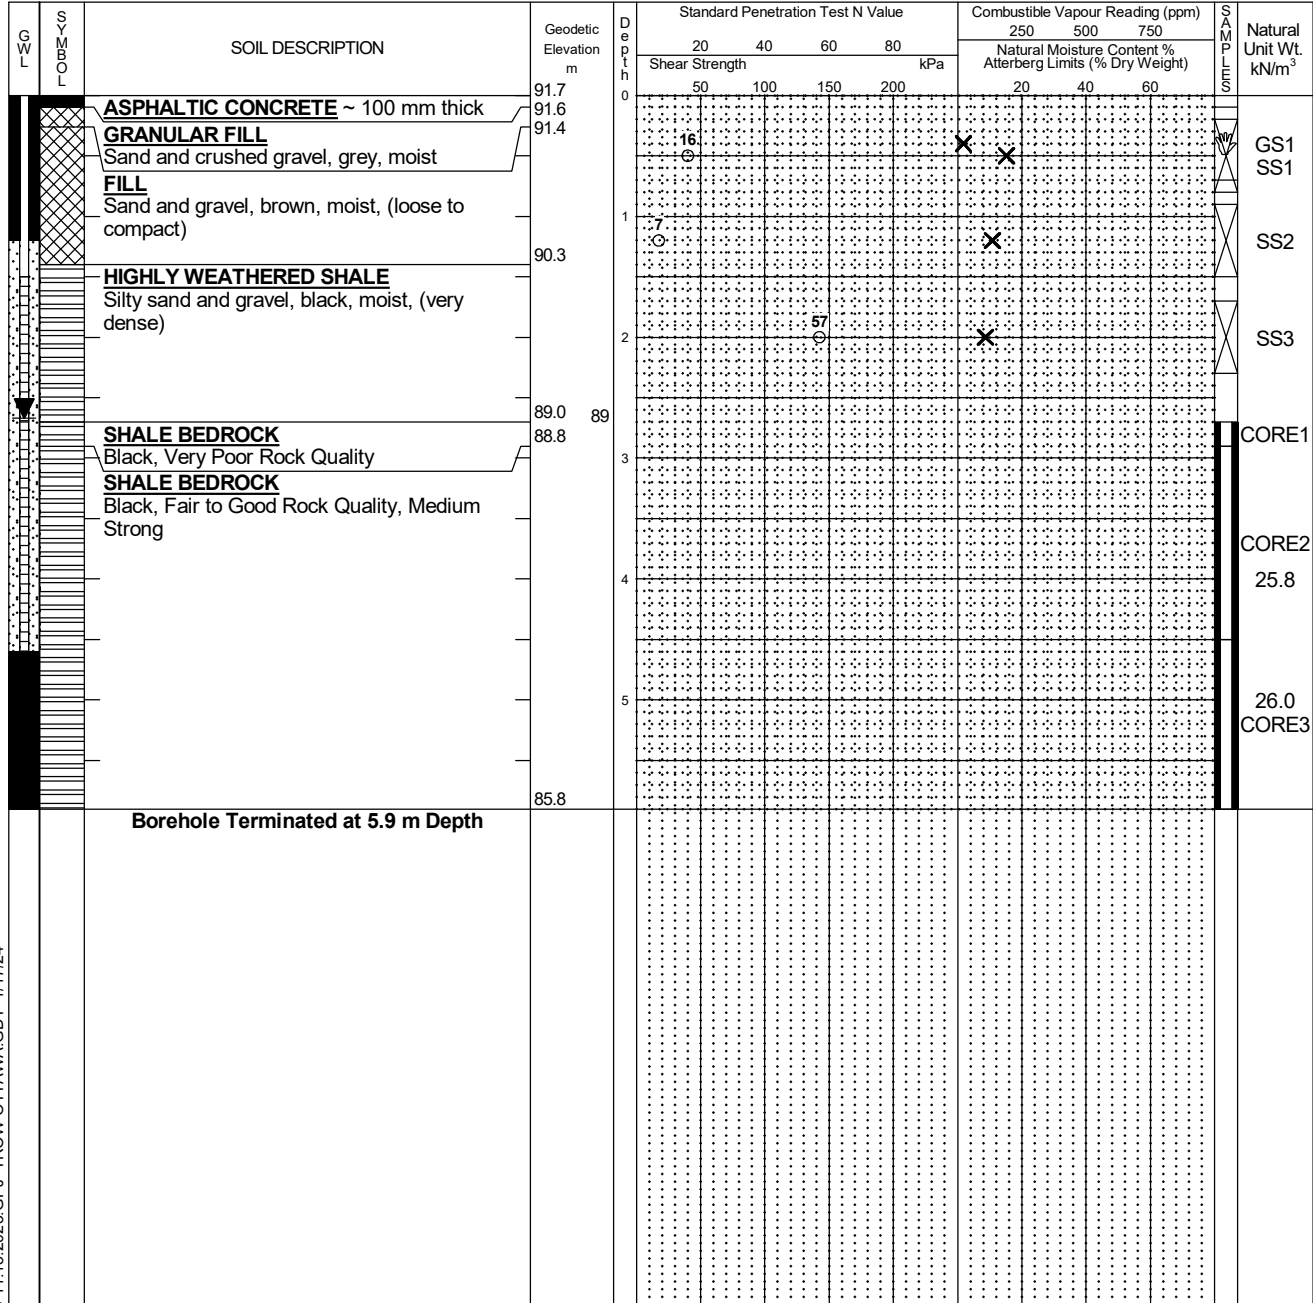 GWL
SYMBOL
SOIL DESCRIPTION
Geodetic
Elevation
m
Depth
Standard Penetration Test N Value
20 40 60 80
Shear Strength kPa
50 100 150 200
Combustible Vapour Reading (ppm)
250 500 750
Natural Moisture Content %
Atterberg Limits (% Dry Weight)
20 40 60
SAMPLES
Natural
Unit Wt.
kN/m³
91.7
0
ASPHALTIC CONCRETE ~ 100 mm thick
91.6
GRANULAR FILL
91.4
Sand and crushed gravel, grey, moist
16
GS1
SS1
FILL
Sand and gravel, brown, moist, (loose to
compact)
1
7
SS2
90.3
HIGHLY WEATHERED SHALE
Silty sand and gravel, black, moist, (very
dense)
57
2
SS3
89.0 89
SHALE BEDROCK
88.8
CORE1
Black, Very Poor Rock Quality
3
SHALE BEDROCK
Black, Fair to Good Rock Quality, Medium
Strong
CORE2
4
25.8
5
26.0
CORE3
85.8
Borehole Terminated at 5.9 m Depth